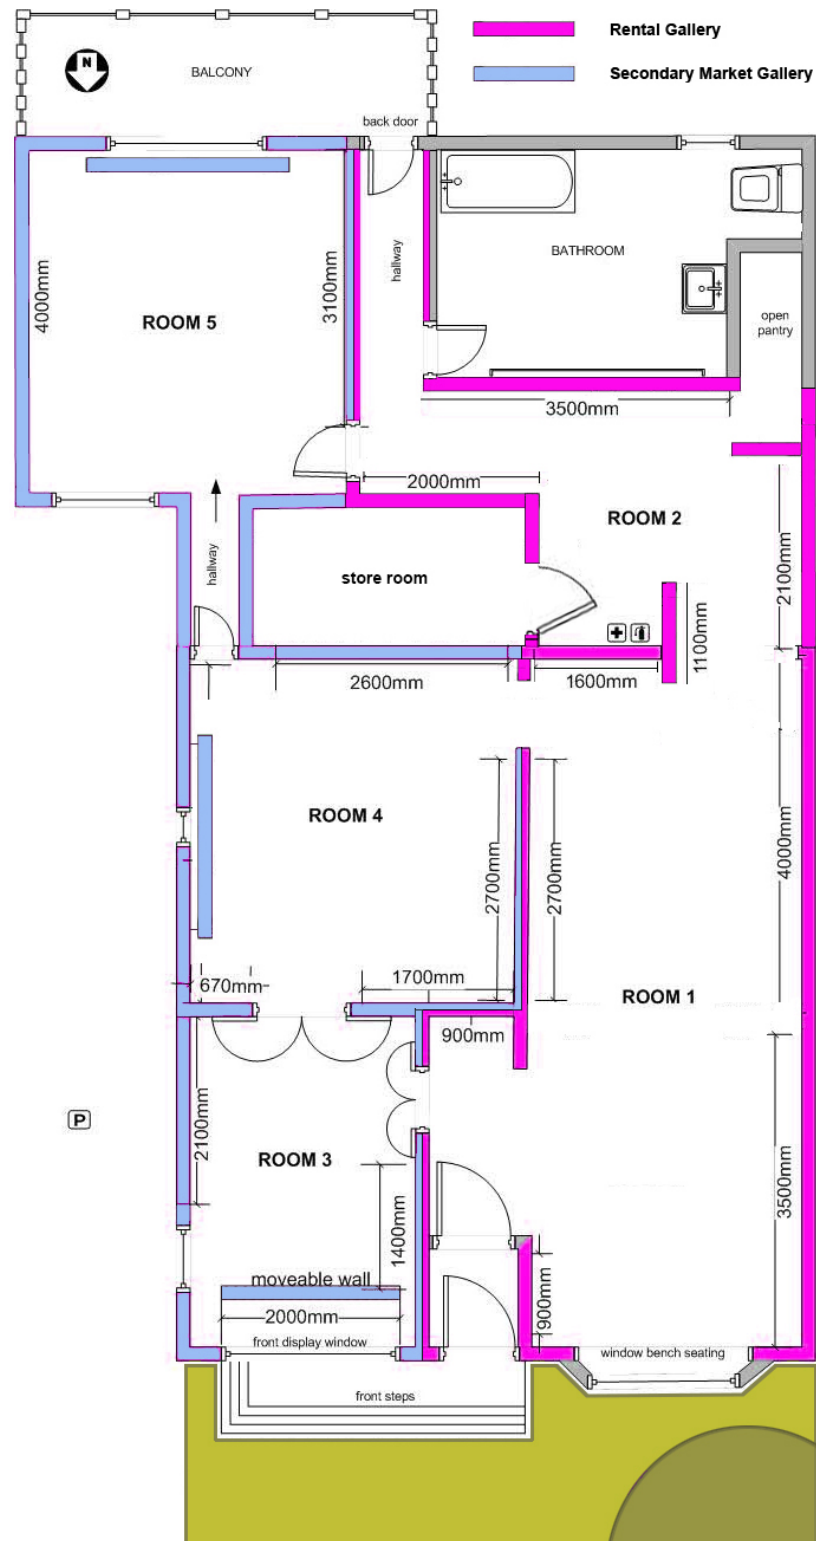 Rental Gallery
N
BALCONY
Secondary Market Gallery
back door
hallway
BATHROOM
4000mm
3100mm
ROOM 5
open
pantry
3500mm
2000mm
ROOM 2
hallway
store room
2100mm
1100mm
2600mm
1600mm
ROOM 4
2700mm
2700mm
4000mm
670mm
1700mm
ROOM 1
900mm
P
2100mm
ROOM 3
3500mm
1400mm
moveable wall
900mm
2000mm
front display window
window bench seating
front steps